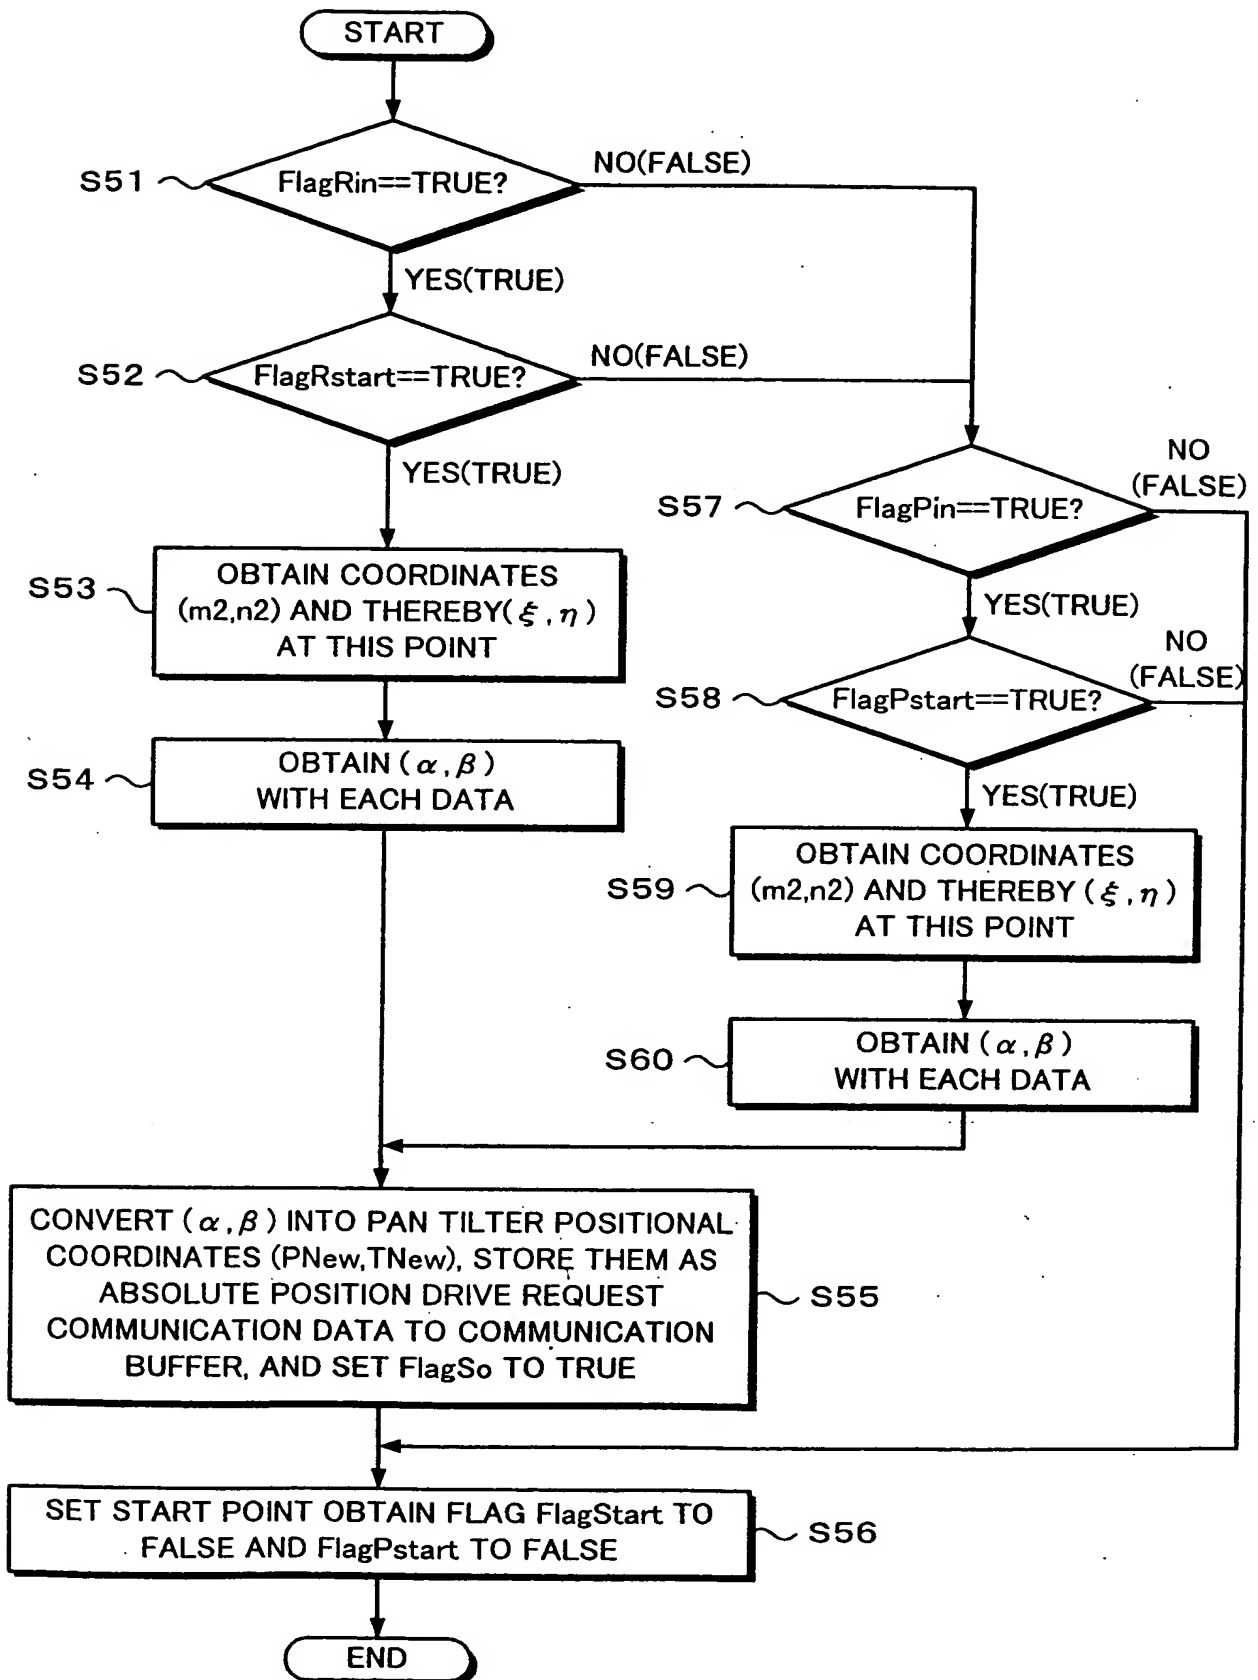 START
S51
FlagRin==TRUE?
NO(FALSE)
YES(TRUE)
S52
FlagRstart==TRUE?
NO(FALSE)
YES(TRUE)
S53
OBTAIN COORDINATES
(m2,n2) AND THEREBY(ξ,η)
AT THIS POINT
S54
OBTAIN (α,β)
WITH EACH DATA
S57
FlagPin==TRUE?
NO
(FALSE)
YES(TRUE)
S58
FlagPstart==TRUE?
NO
(FALSE)
YES(TRUE)
S59
OBTAIN COORDINATES
(m2,n2) AND THEREBY (ξ,η)
AT THIS POINT
S60
OBTAIN (α,β)
WITH EACH DATA
CONVERT (α,β) INTO PAN TILTER POSITIONAL
COORDINATES (PNew,TNew), STORE THEM AS
ABSOLUTE POSITION DRIVE REQUEST
COMMUNICATION DATA TO COMMUNICATION
BUFFER, AND SET FlagSo TO TRUE
S55
SET START POINT OBTAIN FLAG FlagStart TO
FALSE AND FlagPstart TO FALSE
S56
END